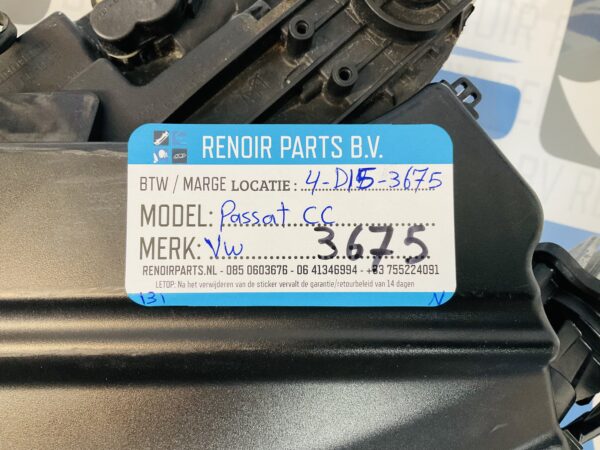 RENOIR PARTS B.V.
BTW / MARGE LOCATIE : 4-D15-3675
MODEL: Passat CC
MERK: VW 3675
RENOIRPARTS.NL - 085 0603676 - 06 41346994 - +33 755224091
LETOP: Na het verwijderen van de sticker vervalt de garantie/retourbeleid van 14 dagen
131 N